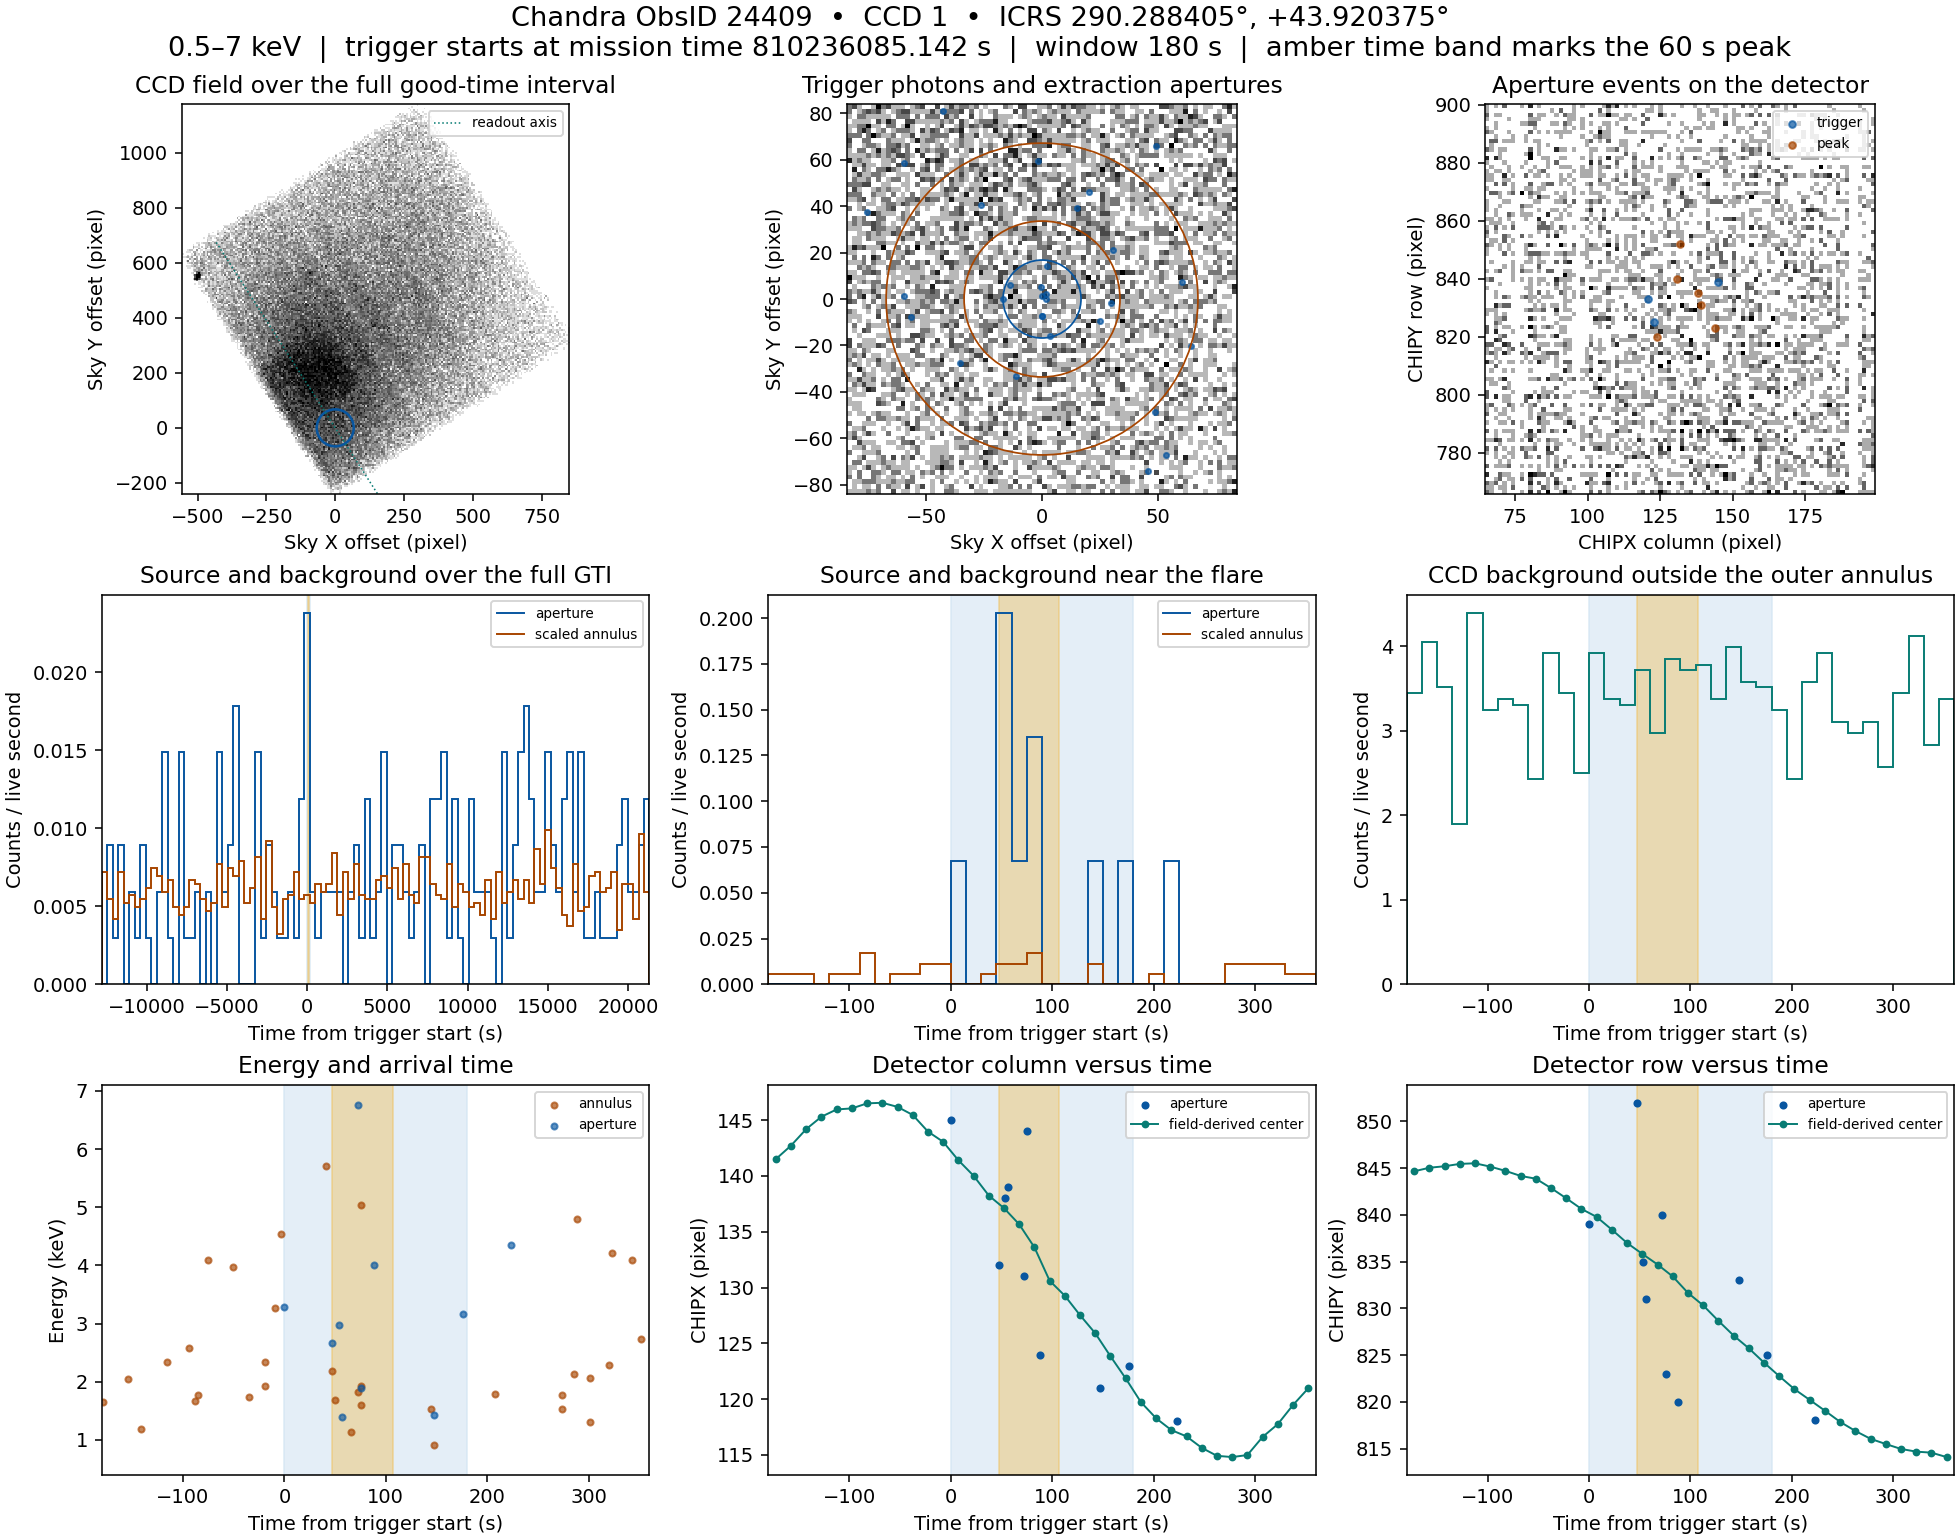 Chandra ObsID 24409 • CCD 1 • ICRS 290.288405°, +43.920375°
0.5–7 keV | trigger starts at mission time 810236085.142 s | window 180 s | amber time band marks the 60 s peak
CCD field over the full good-time interval
readout axis
1000
800
600
400
200
0
−200
−500
−250
0
250
500
750
Sky Y offset (pixel)
Sky X offset (pixel)
Trigger photons and extraction apertures
80
60
40
20
0
−20
−40
−60
−80
−50
0
50
Sky Y offset (pixel)
Sky X offset (pixel)
Aperture events on the detector
trigger
peak
900
880
860
840
820
800
780
75
100
125
150
175
CHIPY row (pixel)
CHIPX column (pixel)
Source and background over the full GTI
aperture
scaled annulus
0.020
0.015
0.010
0.005
0.000
−10000
−5000
0
5000
10000
15000
20000
Counts / live second
Time from trigger start (s)
Source and background near the flare
aperture
scaled annulus
0.200
0.175
0.150
0.125
0.100
0.075
0.050
0.025
0.000
−100
0
100
200
300
Counts / live second
Time from trigger start (s)
CCD background outside the outer annulus
4
3
2
1
0
−100
0
100
200
300
Counts / live second
Time from trigger start (s)
Energy and arrival time
annulus
aperture
7
6
5
4
3
2
1
−100
0
100
200
300
Energy (keV)
Time from trigger start (s)
Detector column versus time
aperture
field-derived center
145
140
135
130
125
120
115
−100
0
100
200
300
CHIPX (pixel)
Time from trigger start (s)
Detector row versus time
aperture
field-derived center
850
845
840
835
830
825
820
815
−100
0
100
200
300
CHIPY (pixel)
Time from trigger start (s)